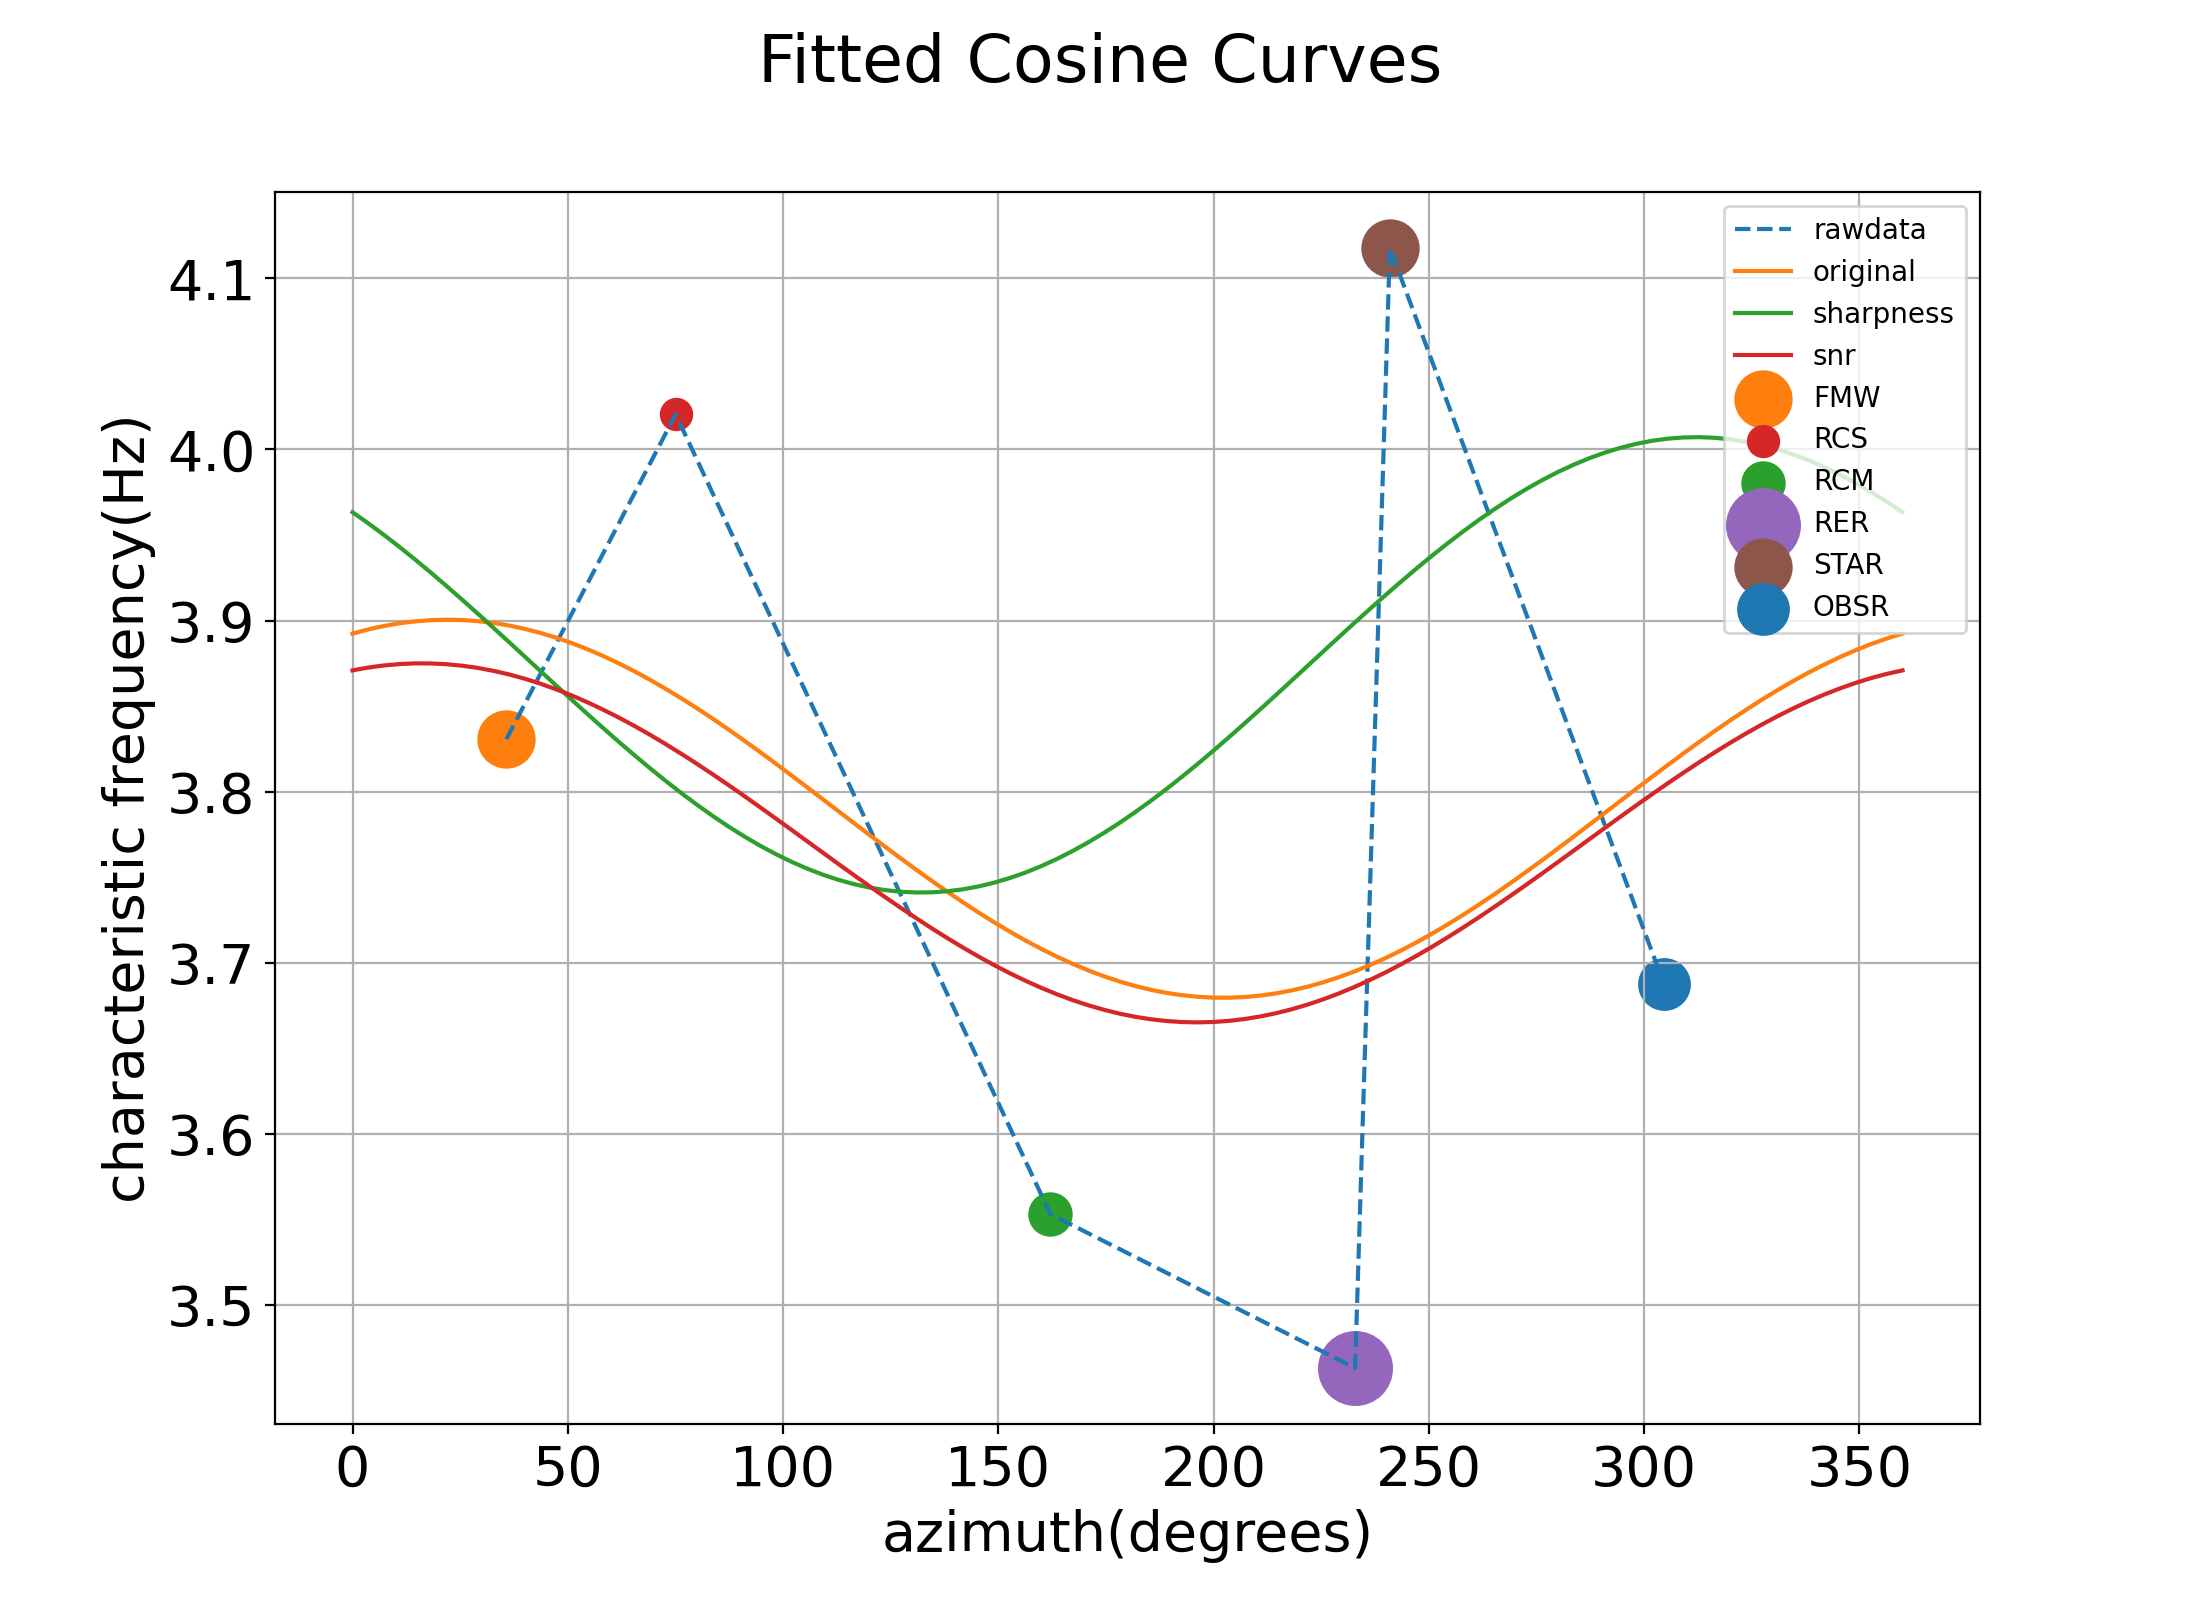 Fitted Cosine Curves
characteristic frequency(Hz)
4.1
4.0
3.9
3.8
3.7
3.6
3.5
rawdata
original
sharpness
snr
FMW
RCS
RCM
RER
STAR
OBSR
0 50 100 150 200 250 300 350
azimuth(degrees)